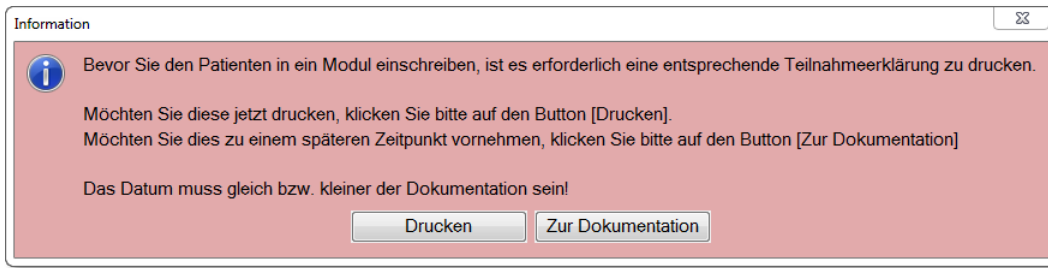 Information
Bevor Sie den Patienten in ein Modul einschreiben, ist es erforderlich eine entsprechende Teilnahmeerklärung zu drucken.
Möchten Sie diese jetzt drucken, klicken Sie bitte auf den Button [Drucken].
Möchten Sie dies zu einem späteren Zeitpunkt vornehmen, klicken Sie bitte auf den Button [Zur Dokumentation]
Das Datum muss gleich bzw. kleiner der Dokumentation sein!
Drucken
Zur Dokumentation